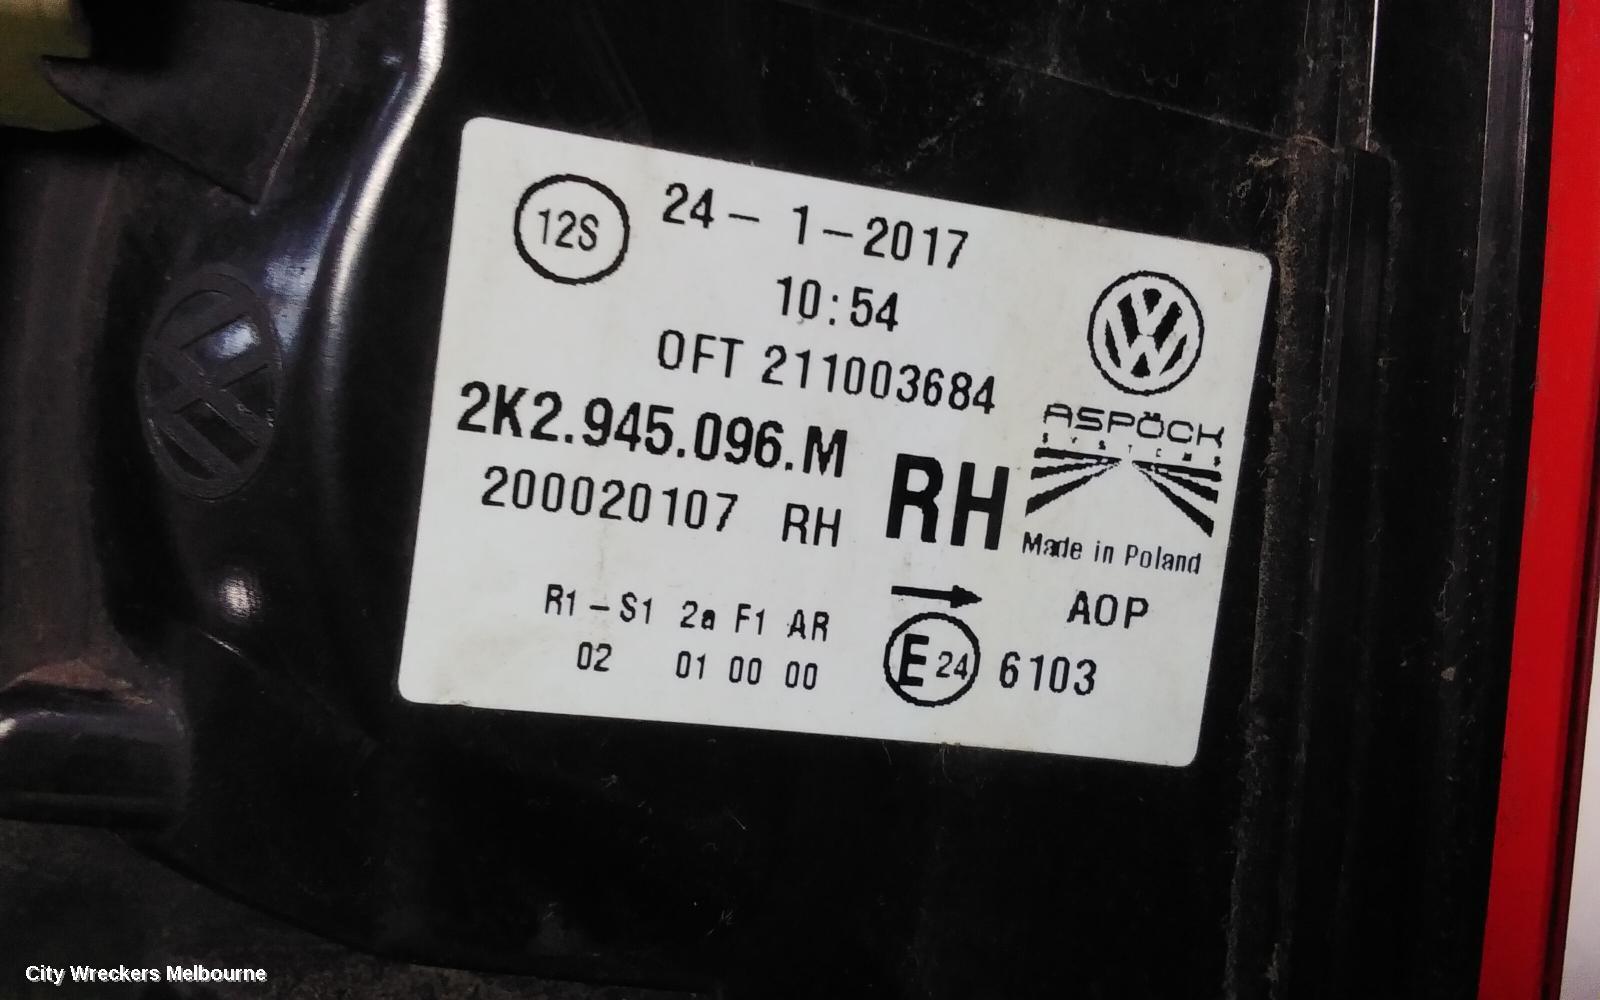 12S
24 - 1-2017
10:54
OFT 211003684
2K2.945.096.M
200020107 RH
RH
ASPÖCK
SYSTEMS
Made in Poland
R1-S1 2a F1 AR
02 01 00 00
AOP
E 24 6103
City Wreckers Melbourne